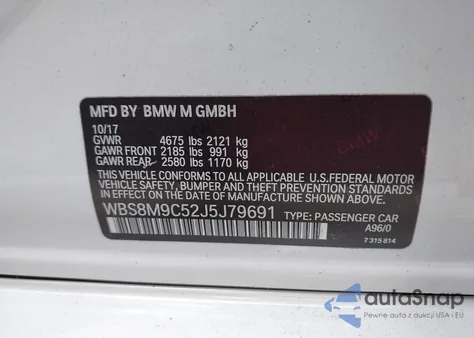 MFD BY BMW M GMBH
10/17
GVWR 4675 lbs 2121 kg
GAWR FRONT 2185 lbs 991 kg
GAWR REAR 2580 lbs 1170 kg
THIS VEHICLE CONFORMS TO ALL APPLICABLE U.S.FEDERAL MOTOR
VEHICLE SAFETY, BUMPER, AND THEFT PREVENTION STANDARDS IN
EFFECT ON THE DATE OF MANUFACTURE SHOWN ABOVE.
WBS8M9C52J5J79691 TYPE: PASSENGER CAR
A96/0
7 315 814
autoSnap
Pewne auta z USA i EU